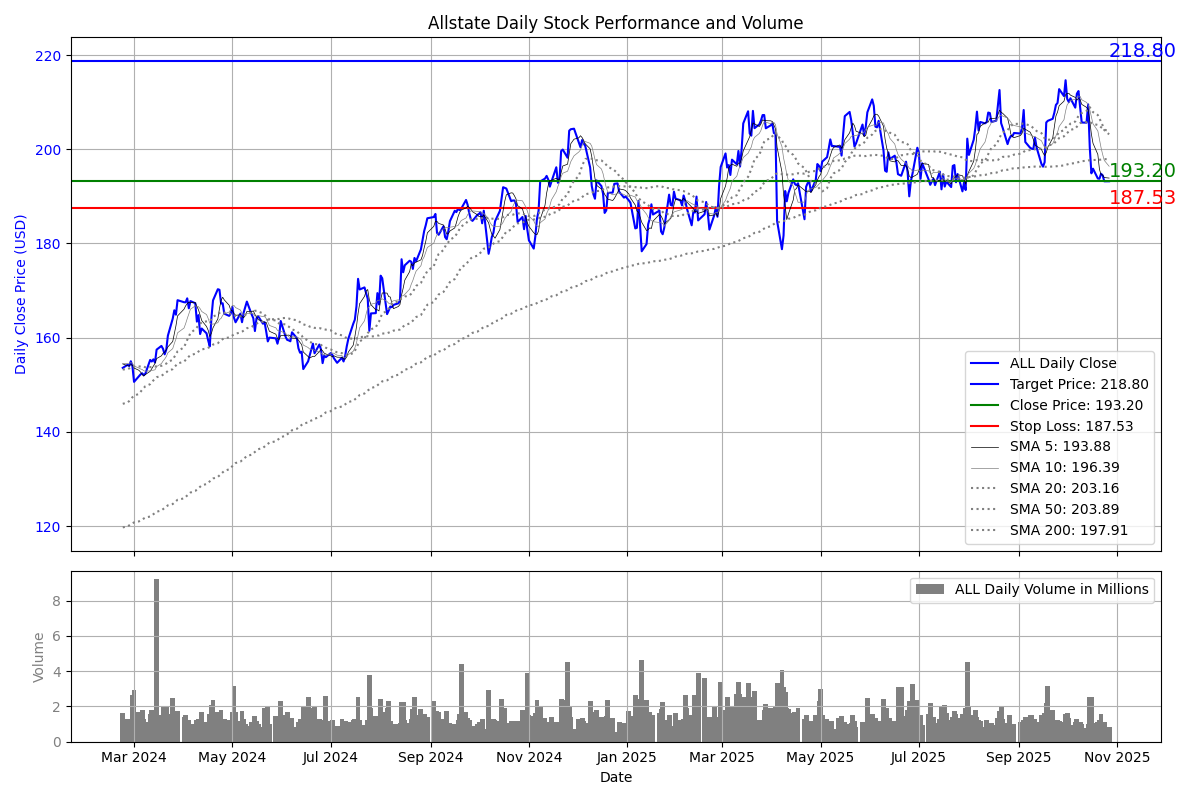 Allstate Daily Stock Performance and Volume
Daily Close Price (USD)
220
200
180
160
140
120
218.80
193.20
187.53
ALL Daily Close
Target Price: 218.80
Close Price: 193.20
Stop Loss: 187.53
SMA 5: 193.88
SMA 10: 196.39
SMA 20: 203.16
SMA 50: 203.89
SMA 200: 197.91
Volume
8
6
4
2
0
ALL Daily Volume in Millions
Mar 2024 May 2024 Jul 2024 Sep 2024 Nov 2024 Jan 2025 Mar 2025 May 2025 Jul 2025 Sep 2025 Nov 2025
Date